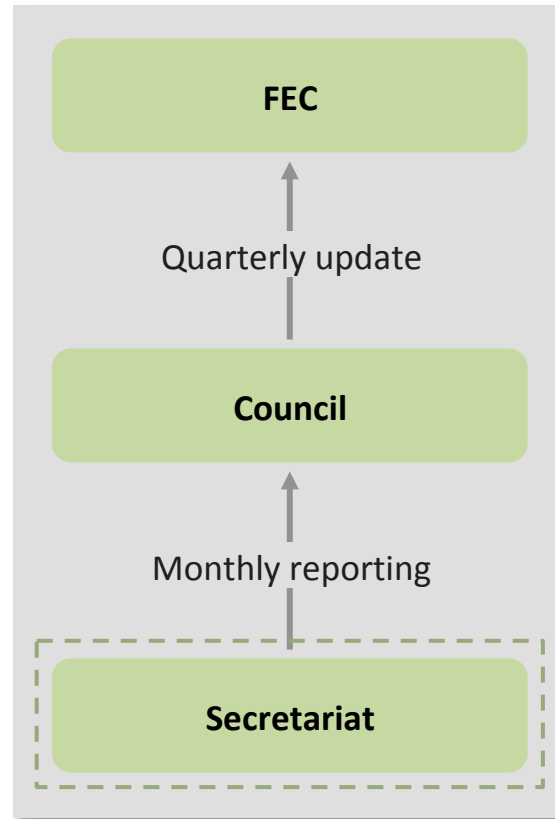 FEC
Quarterly update
Council
Monthly reporting
Secretariat